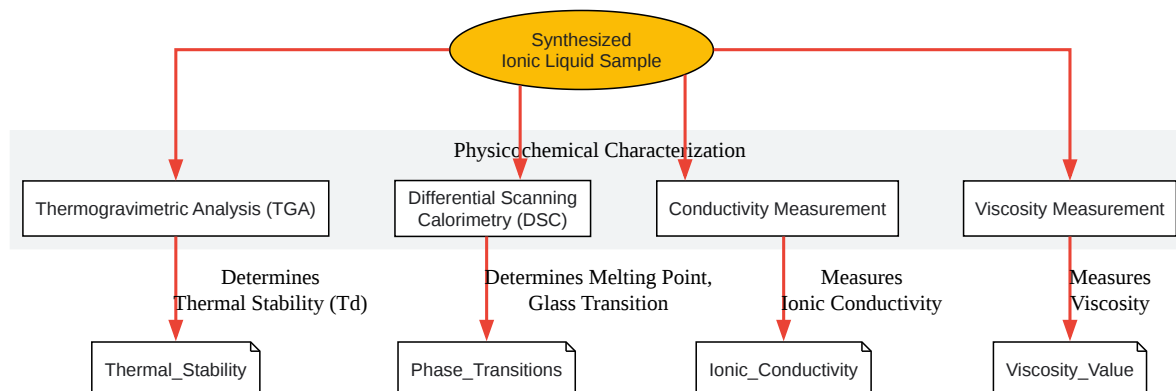 Synthesized
Ionic Liquid Sample
Physicochemical Characterization
Thermogravimetric Analysis (TGA)
Differential Scanning
Calorimetry (DSC)
Conductivity Measurement
Viscosity Measurement
Determines
Thermal Stability (Td)
Determines Melting Point,
Glass Transition
Measures
Ionic Conductivity
Measures
Viscosity
Thermal_Stability
Phase_Transitions
Ionic_Conductivity
Viscosity_Value